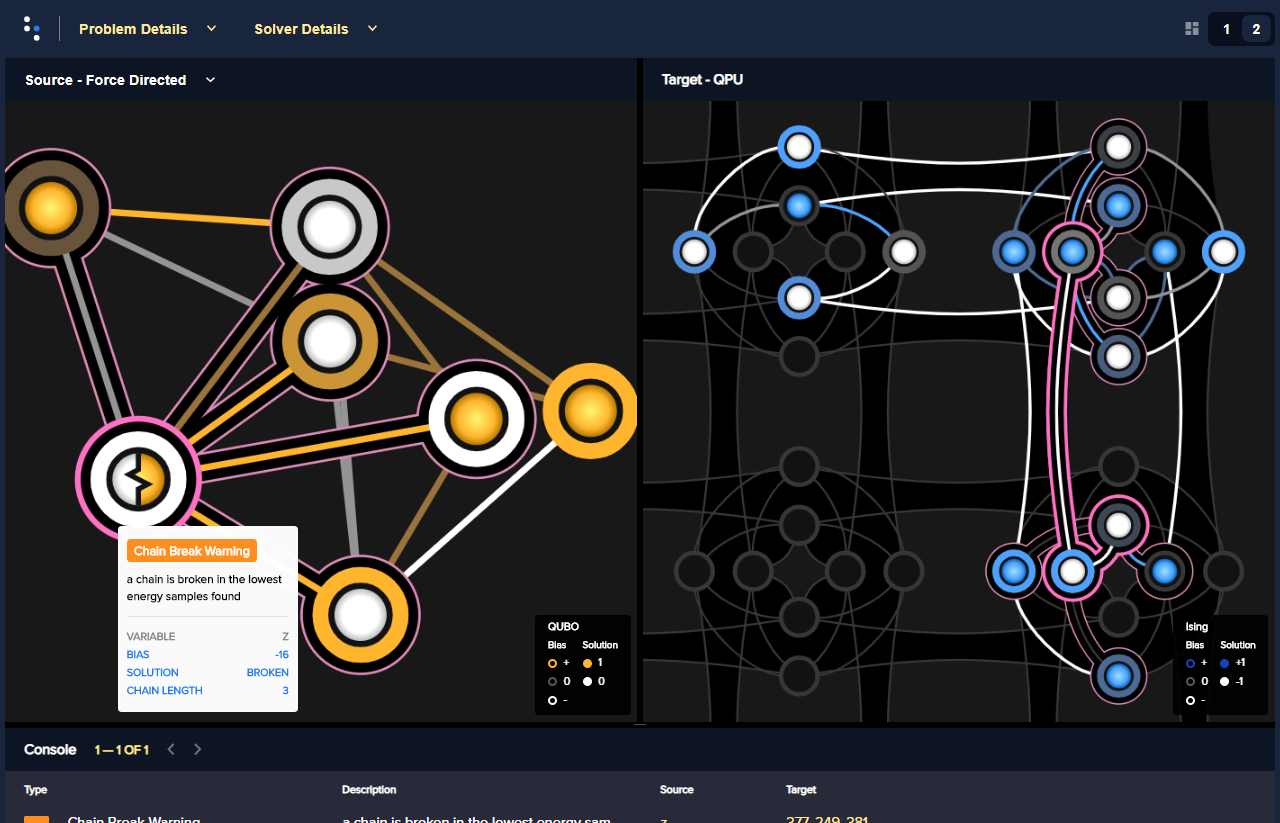 Problem Details
Solver Details
1
2
Source - Force Directed
Target - QPU
Chain Break Warning
a chain is broken in the lowest
energy samples found
VARIABLE Z
BIAS -16
SOLUTION BROKEN
CHAIN LENGTH 3
QUBO
Bias Solution
+ 1
0 0
-
Ising
Bias Solution
+ +1
0 -1
-
Console 1 — 1 OF 1
Type Description Source Target
Chain Break Warning a chain is broken in the lowest energy sam... z 377, 249, 381